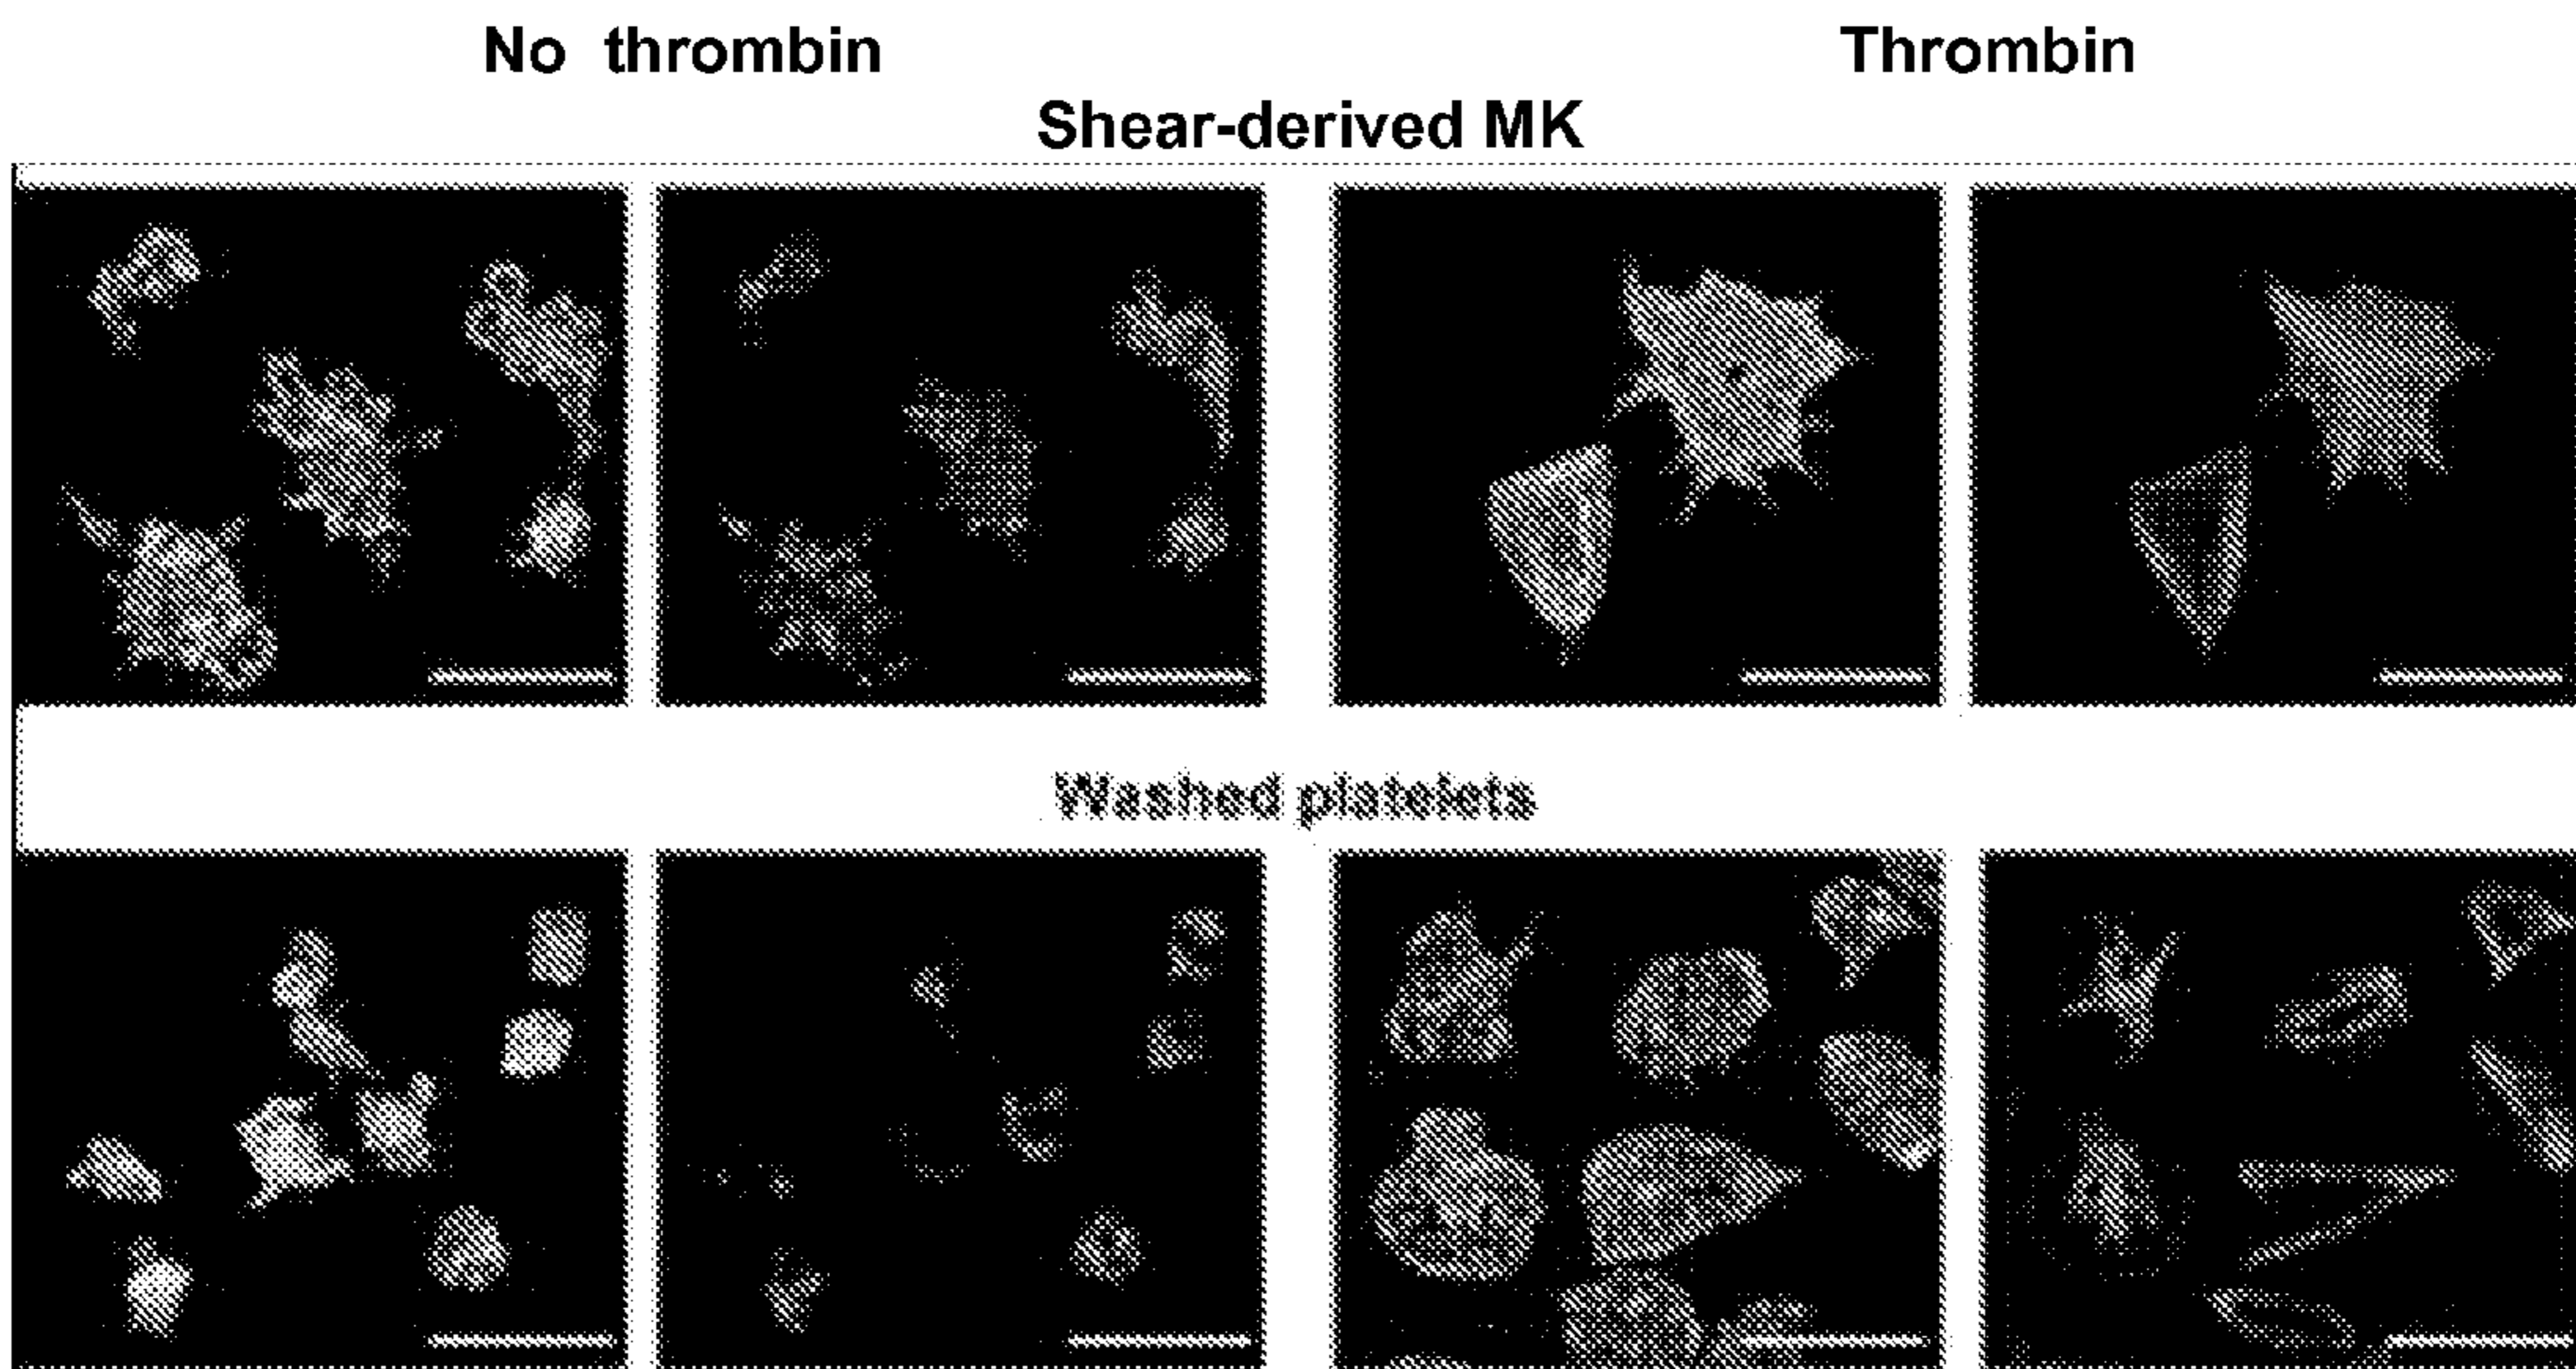 No thrombin
Thrombin
Shear-derived MK
Washed platelets